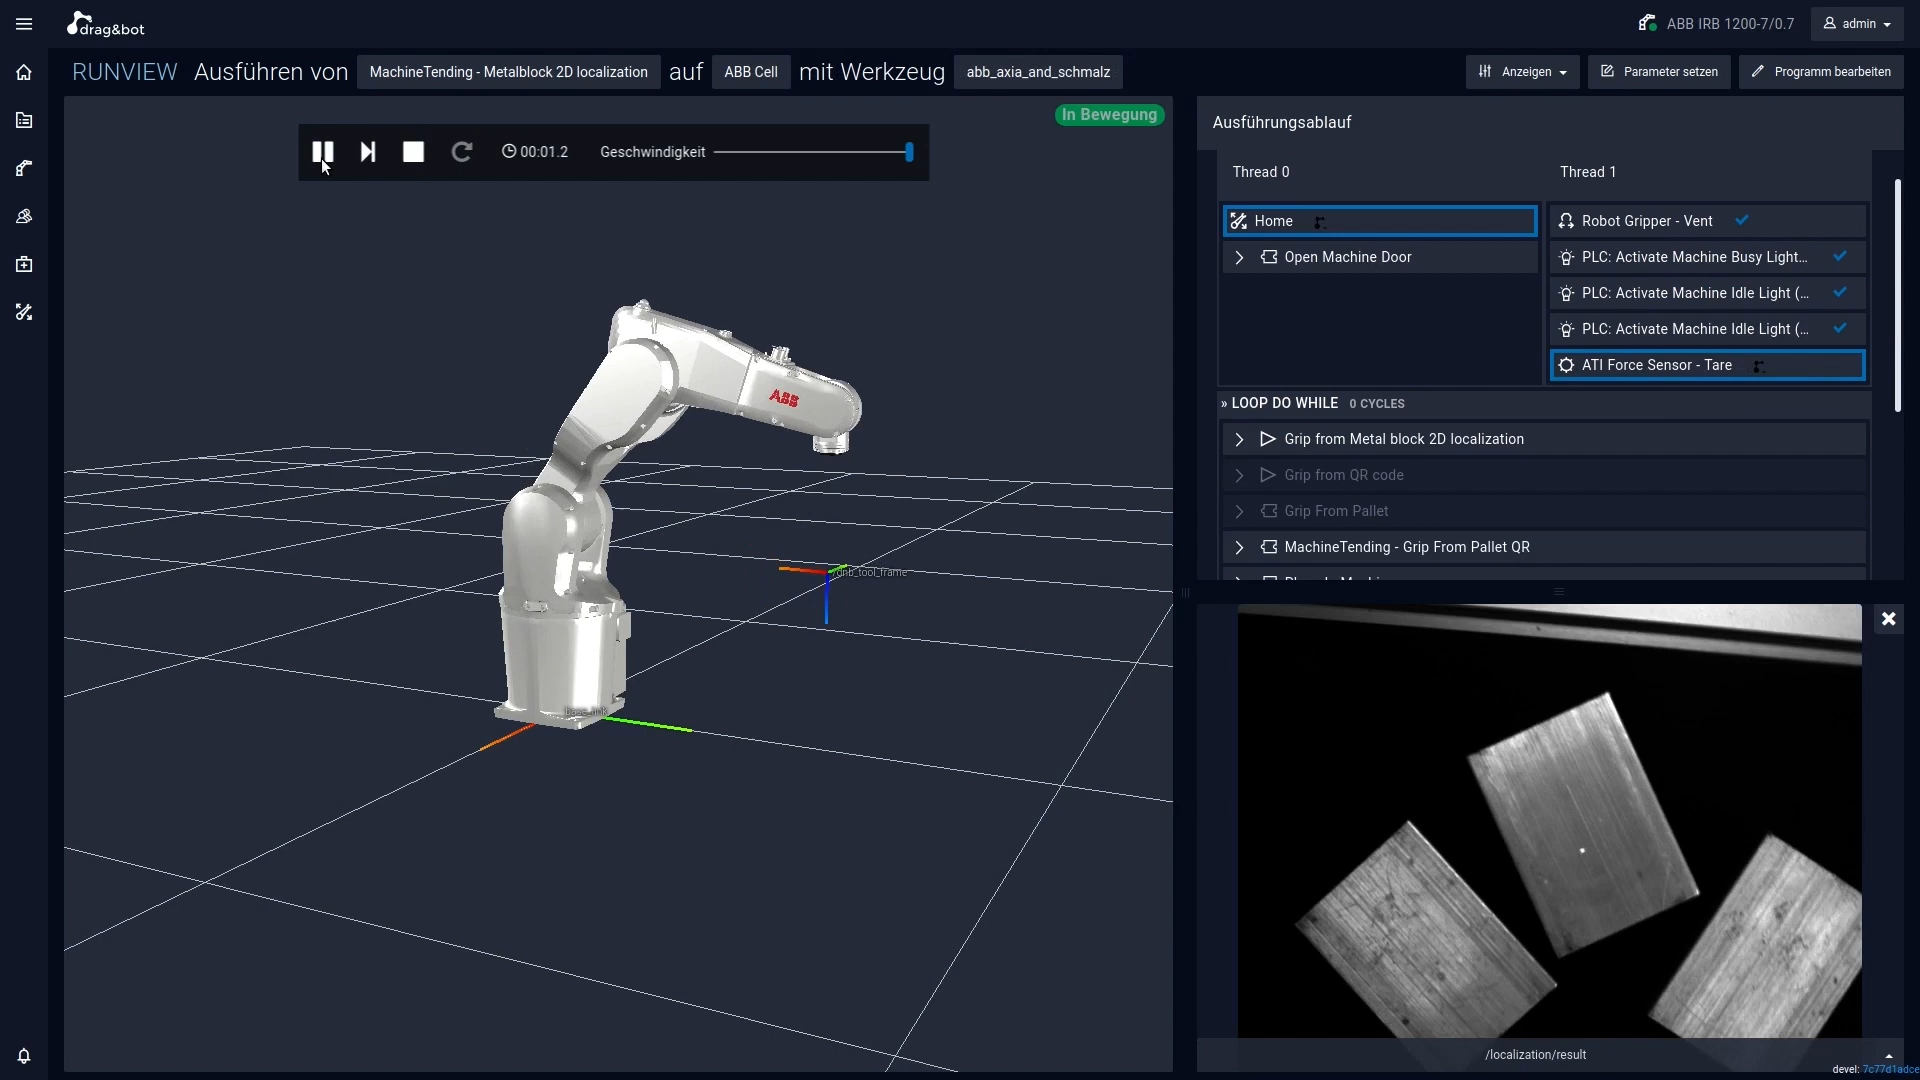 drag&bot
ABB IRB 1200-7/0.7
admin
RUNVIEW Ausführen von MachineTending - Metalblock 2D localization auf ABB Cell mit Werkzeug abb_axia_and_schmalz
Anzeigen
Parameter setzen
Programm bearbeiten
In Bewegung
00:01.2
Geschwindigkeit
ABB
/dnb_tool_frame
base_link
Ausführungsablauf
Thread 0
Thread 1
Home
Open Machine Door
Robot Gripper - Vent
PLC: Activate Machine Busy Light...
PLC: Activate Machine Idle Light (...
PLC: Activate Machine Idle Light (...
ATI Force Sensor - Tare
» LOOP DO WHILE 0 CYCLES
Grip from Metal block 2D localization
Grip from QR code
Grip From Pallet
MachineTending - Grip From Pallet QR
/localization/result
devel: 7c77d1adce